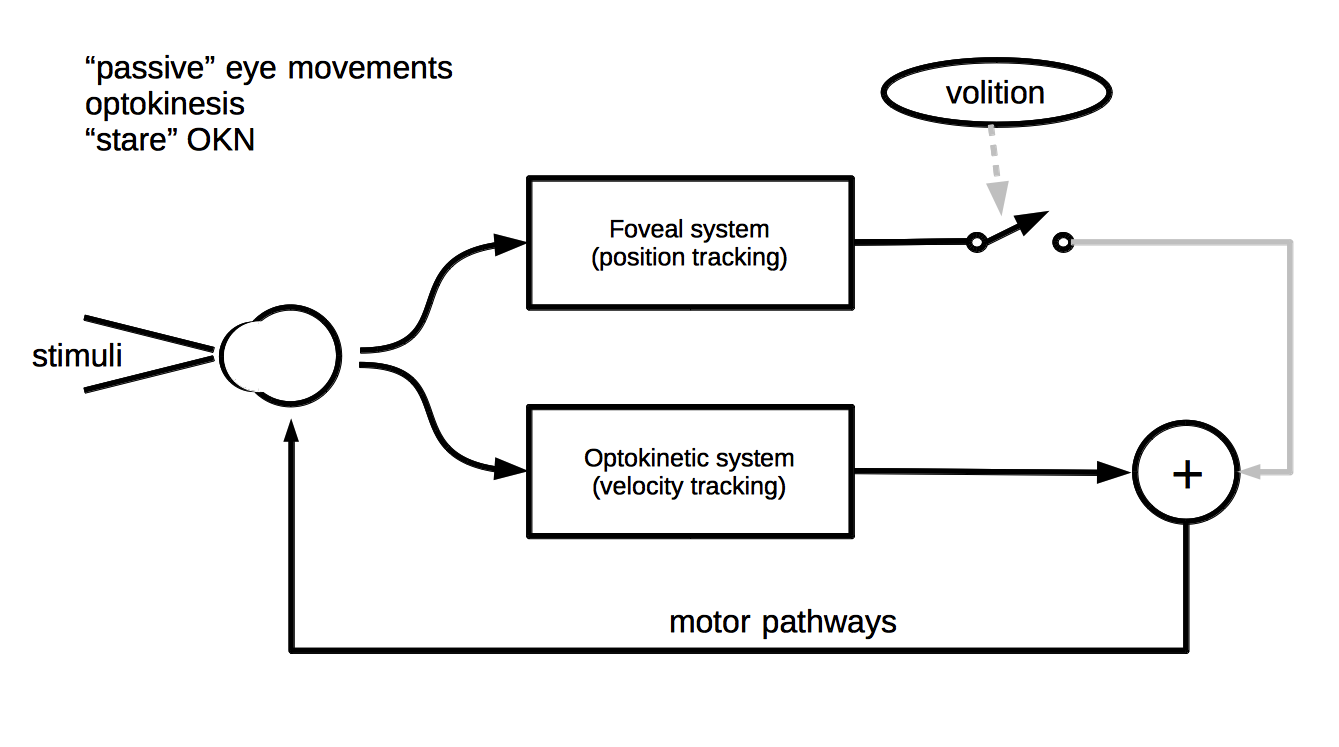 “passive” eye movements
optokinesis
“stare” OKN
volition
Foveal system
(position tracking)
stimuli
Optokinetic system
(velocity tracking)
+
motor pathways